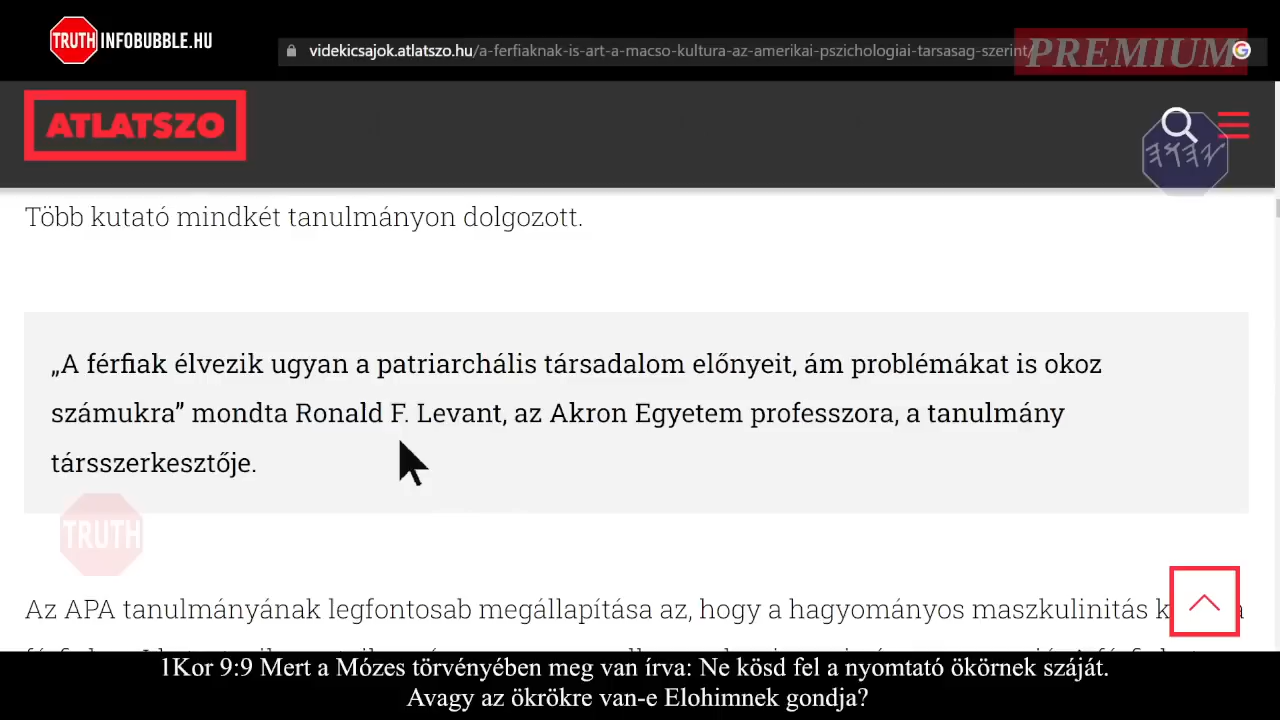 TRUTH INFOBUBBLE.HU
videkicsajok.atlatszo.hu/a-ferfiaknak-is-art-a-macso-kultura-az-amerikai-pszichologiai-tarsasag-szerint/
PREMIUM
ATLATSZO
Több kutató mindkét tanulmányon dolgozott.
„A férfiak élvezik ugyan a patriarchális társadalom előnyeit, ám problémákat is okoz
számukra” mondta Ronald F. Levant, az Akron Egyetem professzora, a tanulmány
társszerkesztője.
TRUTH
Az APA tanulmányának legfontosabb megállapítása az, hogy a hagyományos maszkulinitás
1Kor 9:9 Mert a Mózes törvényében meg van írva: Ne kösd fel a nyomtató ökörnek száját.
Avagy az ökrökre van-e Elohimnek gondja?